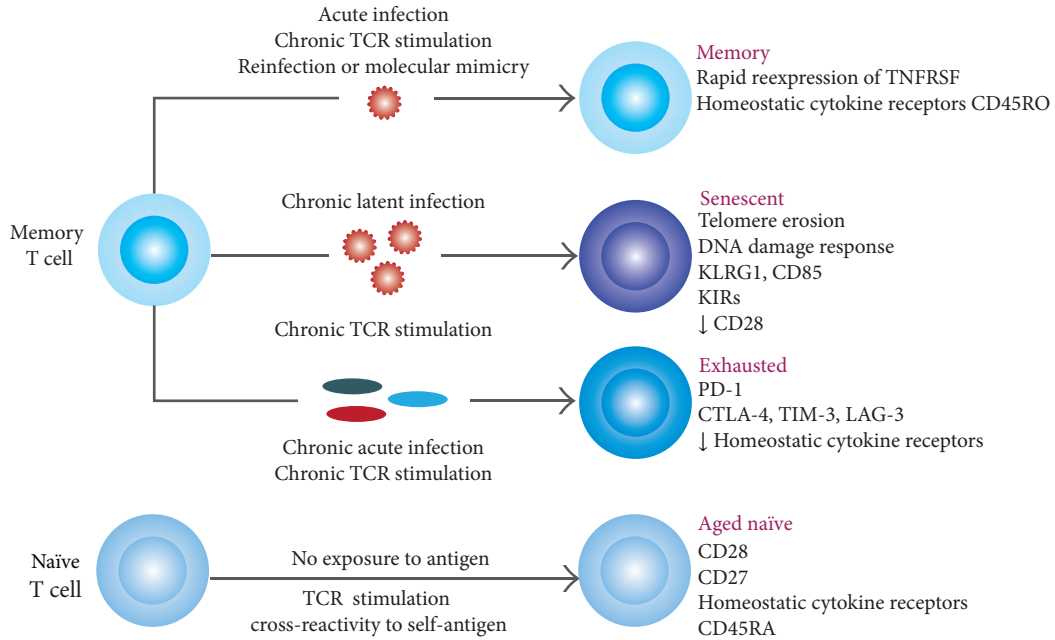 Acute infection
Chronic TCR stimulation
Reinfection or molecular mimicry
Memory
Rapid reexpression of TNFRSF
Homeostatic cytokine receptors CD45RO
Memory
T cell
Chronic latent infection
Chronic TCR stimulation
Senescent
Telomere erosion
DNA damage response
KLRG1, CD85
KIRs
↓ CD28
Chronic acute infection
Chronic TCR stimulation
Exhausted
PD-1
CTLA-4, TIM-3, LAG-3
↓ Homeostatic cytokine receptors
Naïve
T cell
No exposure to antigen
TCR stimulation
cross-reactivity to self-antigen
Aged naïve
CD28
CD27
Homeostatic cytokine receptors
CD45RA